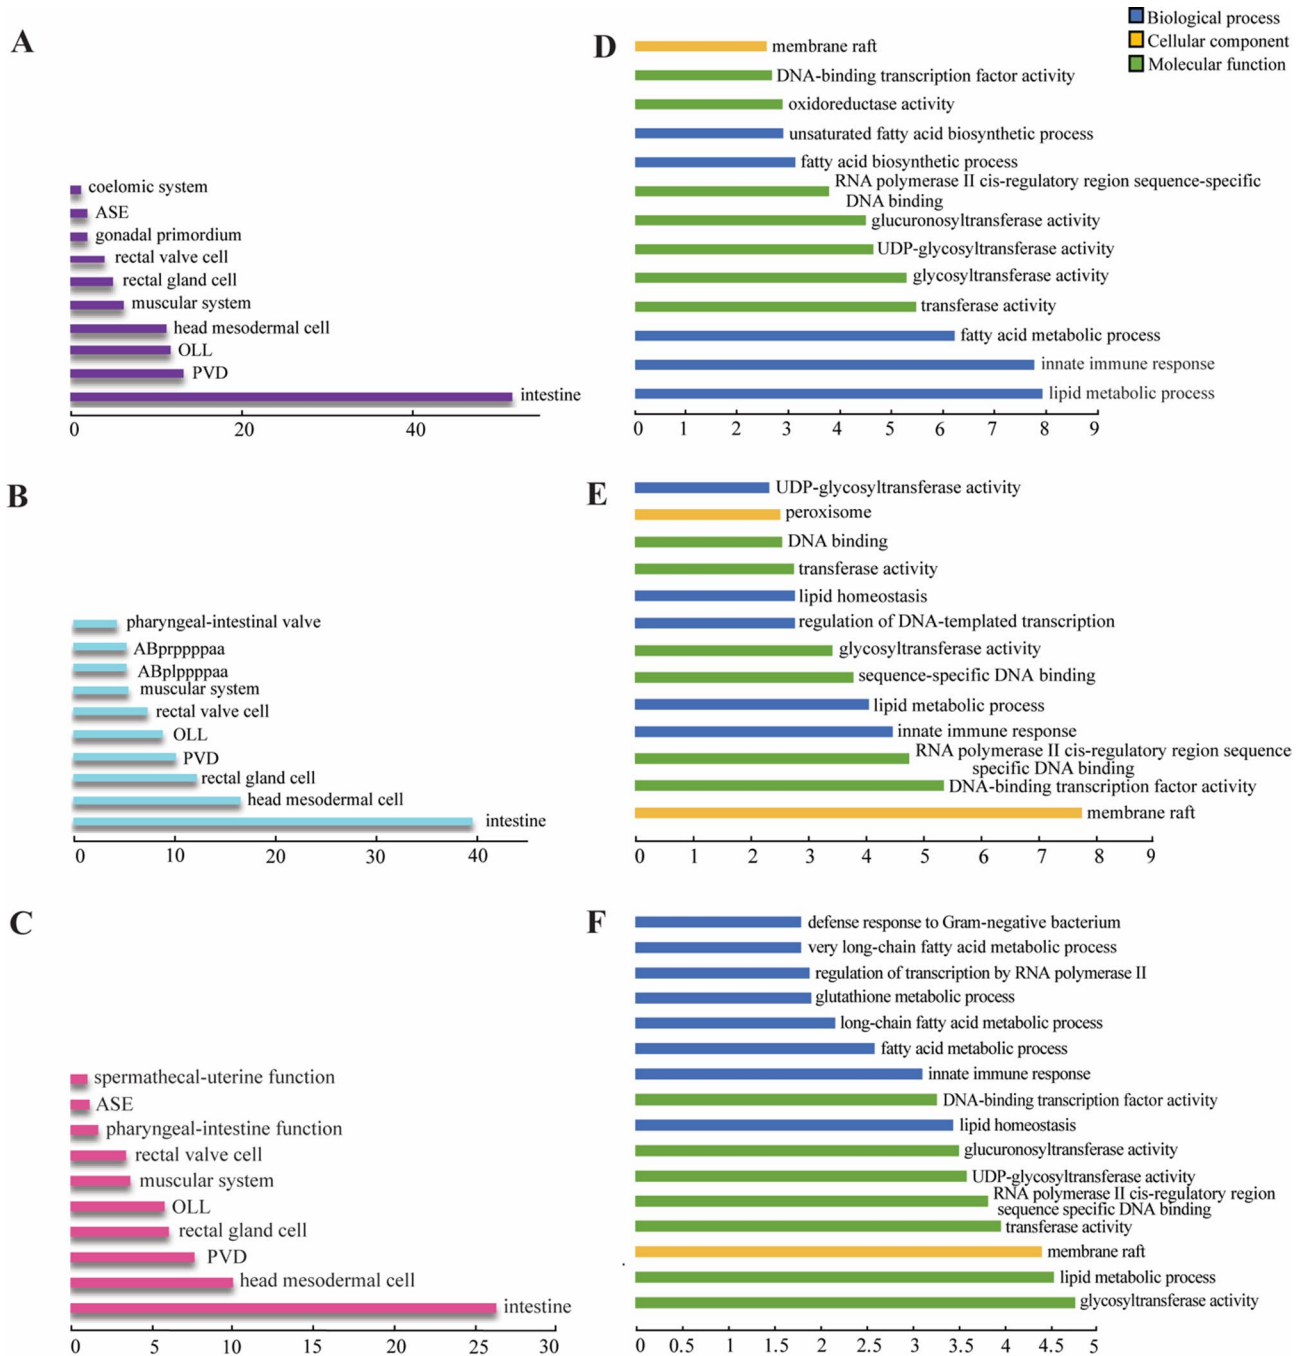 A
coelomic system
ASE
gonadal primordium
rectal valve cell
rectal gland cell
muscular system
head mesodermal cell
OLL
PVD
intestine
0 20 40
D
Biological process
Cellular component
Molecular function
membrane raft
DNA-binding transcription factor activity
oxidoreductase activity
unsaturated fatty acid biosynthetic process
fatty acid biosynthetic process
RNA polymerase II cis-regulatory region sequence-specific
DNA binding
glucuronosyltransferase activity
UDP-glycosyltransferase activity
glycosyltransferase activity
transferase activity
fatty acid metabolic process
innate immune response
lipid metabolic process
0 1 2 3 4 5 6 7 8 9
B
pharyngeal-intestinal valve
ABprppppaa
ABplppppaa
muscular system
rectal valve cell
OLL
PVD
rectal gland cell
head mesodermal cell
intestine
0 10 20 30 40
E
UDP-glycosyltransferase activity
peroxisome
DNA binding
transferase activity
lipid homeostasis
regulation of DNA-templated transcription
glycosyltransferase activity
sequence-specific DNA binding
lipid metabolic process
innate immune response
RNA polymerase II cis-regulatory region sequence
specific DNA binding
DNA-binding transcription factor activity
membrane raft
0 1 2 3 4 5 6 7 8 9
C
spermathecal-uterine function
ASE
pharyngeal-intestine function
rectal valve cell
muscular system
OLL
rectal gland cell
PVD
head mesodermal cell
intestine
0 5 10 15 20 25 30
F
defense response to Gram-negative bacterium
very long-chain fatty acid metabolic process
regulation of transcription by RNA polymerase II
glutathione metabolic process
long-chain fatty acid metabolic process
fatty acid metabolic process
innate immune response
DNA-binding transcription factor activity
lipid homeostasis
glucuronosyltransferase activity
UDP-glycosyltransferase activity
RNA polymerase II cis-regulatory region
sequence specific DNA binding
transferase activity
membrane raft
lipid metabolic process
glycosyltransferase activity
0 0.5 1 1.5 2 2.5 3 3.5 4 4.5 5